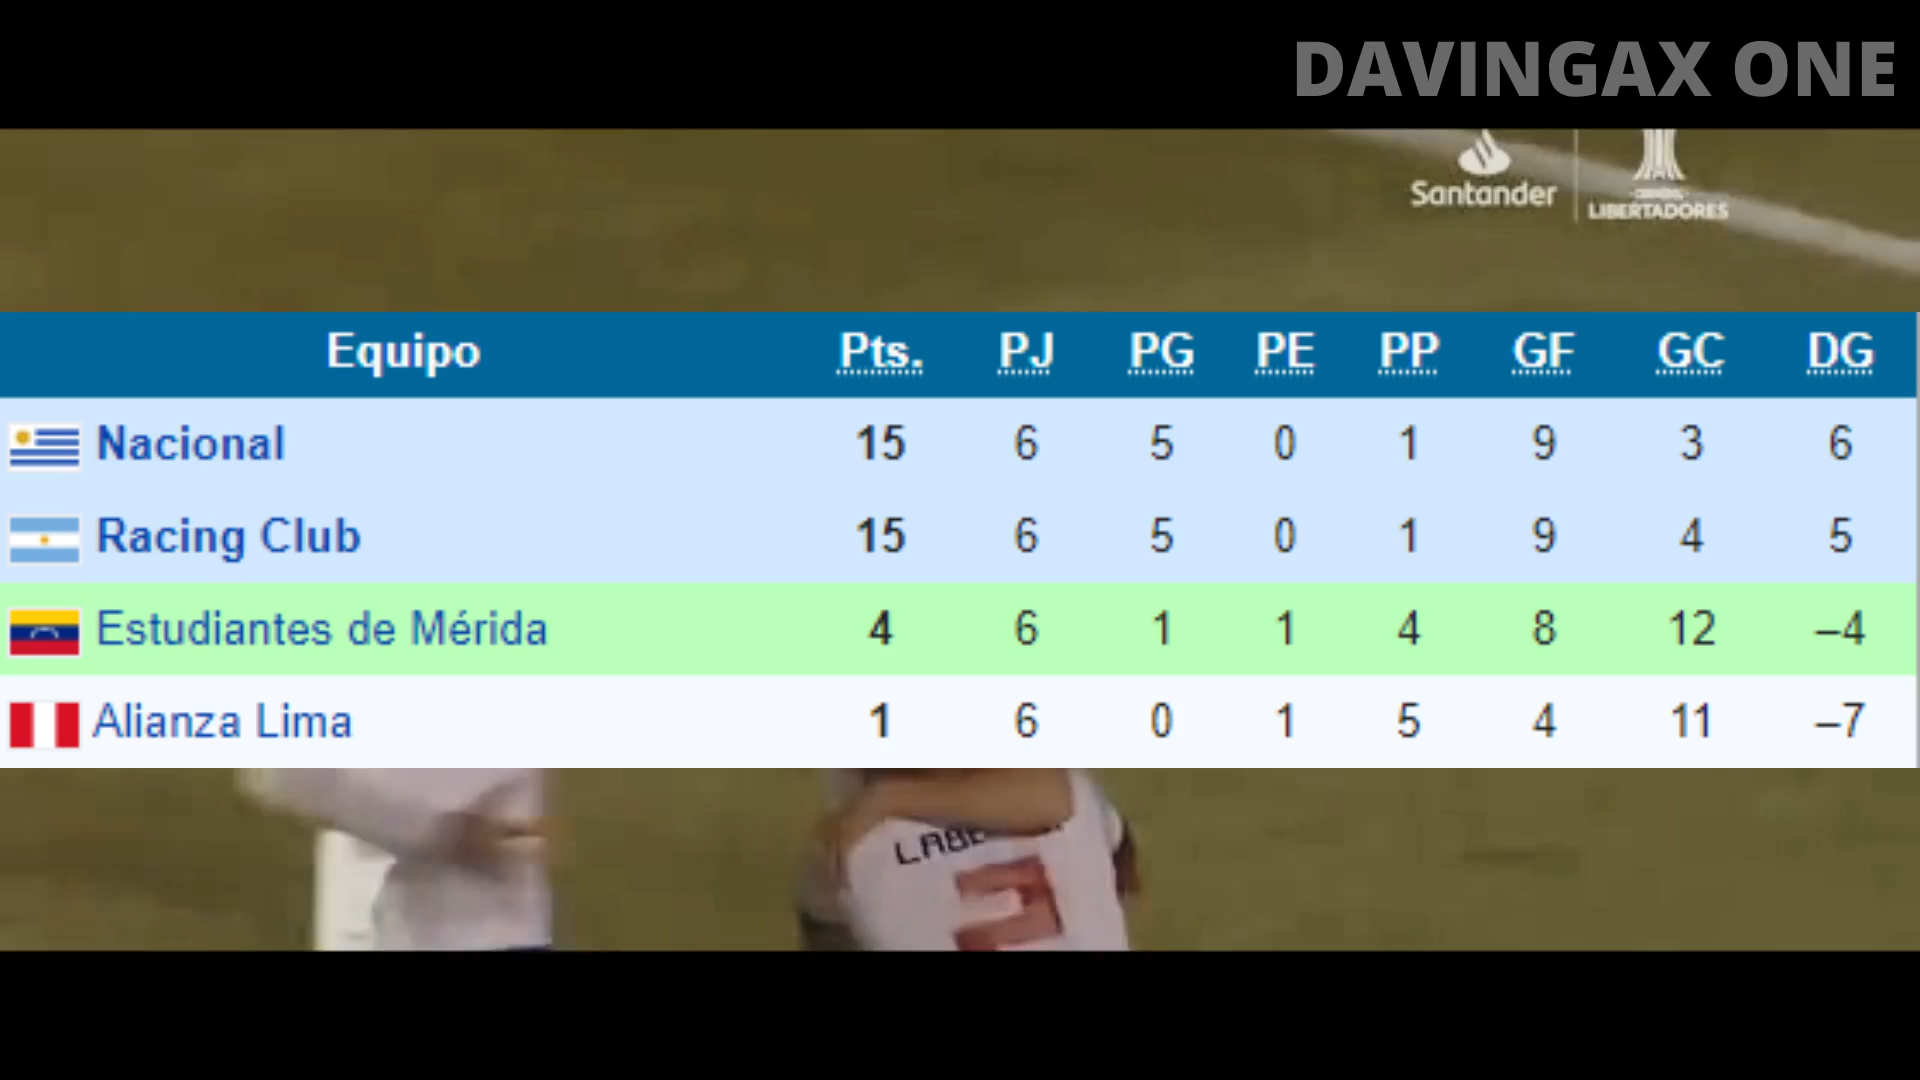 DAVINGAX ONE
Santander
LIBERTADORES
Equipo Pts. PJ PG PE PP GF GC DG
Nacional 15 6 5 0 1 9 3 6
Racing Club 15 6 5 0 1 9 4 5
Estudiantes de Mérida 4 6 1 1 4 8 12 –4
Alianza Lima 1 6 0 1 5 4 11 –7
2